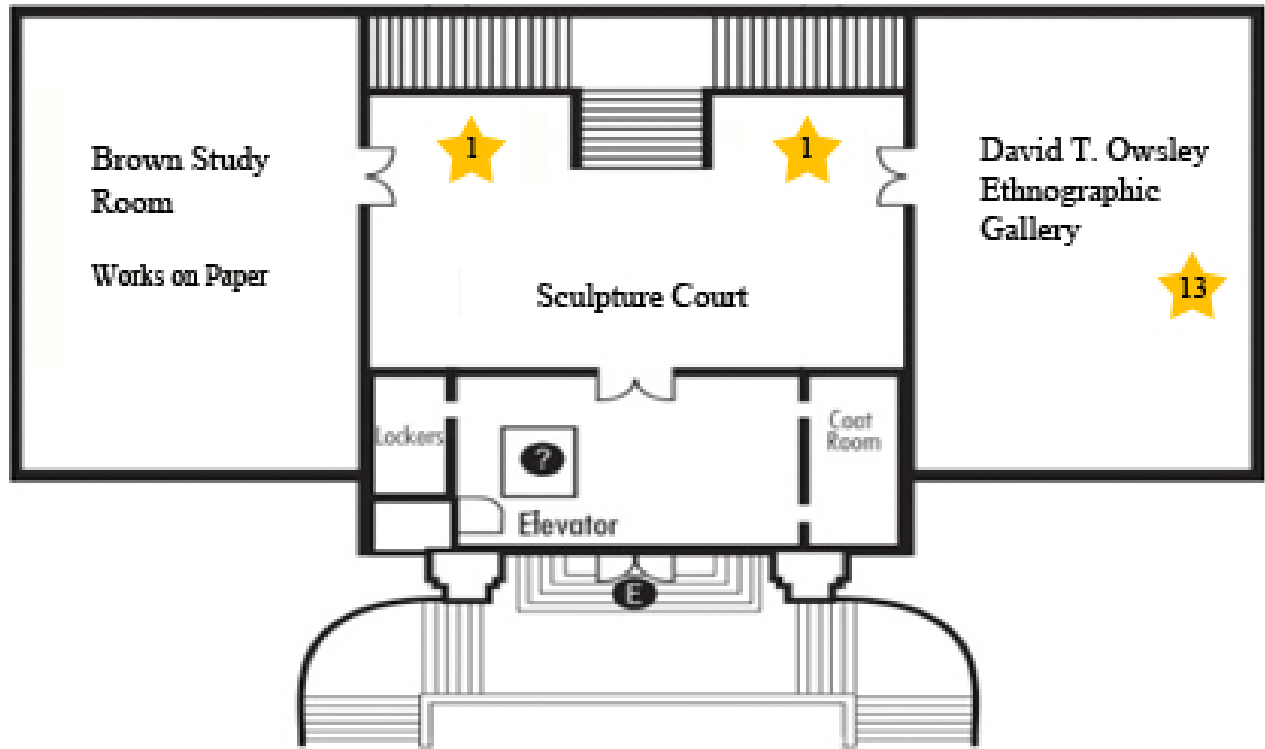 1
1
Brown Study
Room
Works on Paper
David T. Owsley
Ethnographic
Gallery
13
Sculpture Court
Lockers
Coat
Room
?
Elevator
E